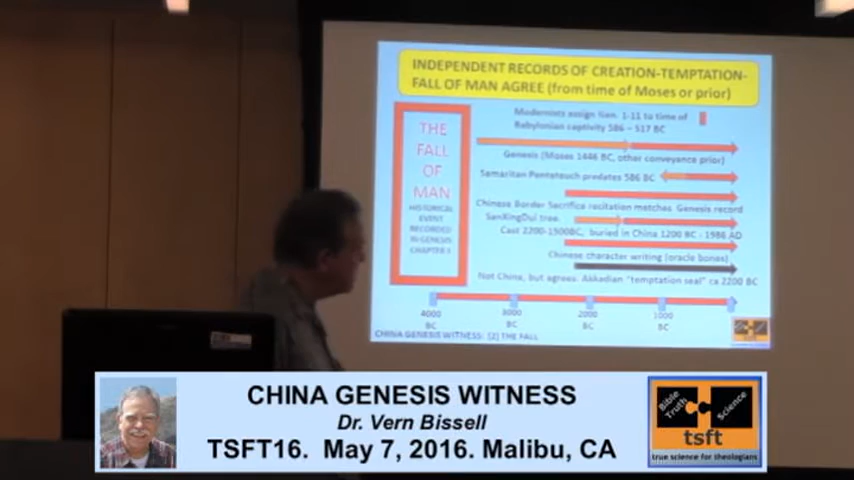 INDEPENDENT RECORDS OF CREATION-TEMPTATION-
FALL OF MAN AGREE (from time of Moses or prior)
Modernists assign Gen. 1-11 to time of
Babylonian captivity 586 - 517 BC
THE
FALL
OF
MAN
HISTORICAL
EVENT
RECORDED
IN GENESIS
CHAPTER 3
Genesis (Moses 1446 BC, other conveyance prior)
Samaritan Pentateuch predates 586 BC
Chinese Border Sacrifice recitation matches Genesis record
SanXingDui tree
Cast 2200-1500BC, buried in China 1200 BC - 1986 AD
Chinese character writing (oracle bones)
Not China, but agrees: Akkadian "temptation seal" ca 2200 BC
4000 3000 2000 1000
BC BC BC BC
CHINA GENESIS WITNESS: (2) THE FALL
CHINA GENESIS WITNESS
Dr. Vern Bissell
TSFT16. May 7, 2016. Malibu, CA
Bible Truth
Science
tsft
true science for theologians